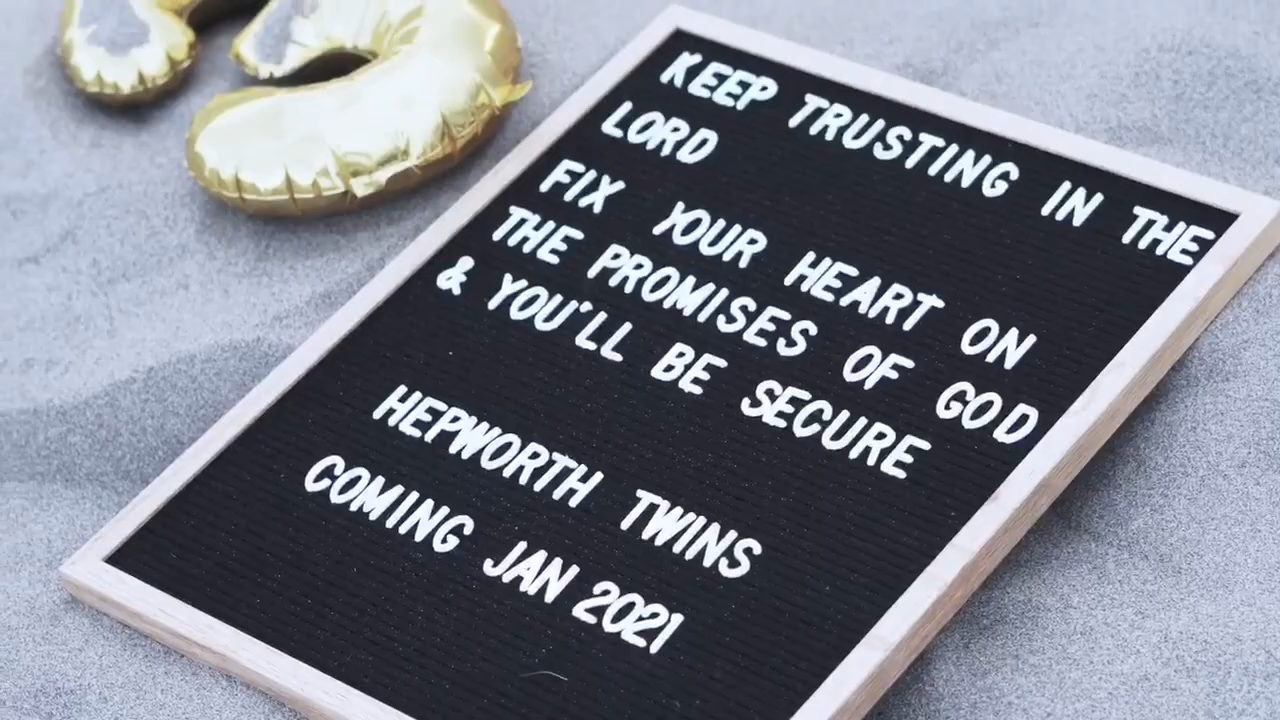 KEEP TRUSTING IN THE
LORD
FIX YOUR HEART ON
THE PROMISES OF GOD
& YOU'LL BE SECURE
HEPWORTH TWINS
COMING JAN 2021